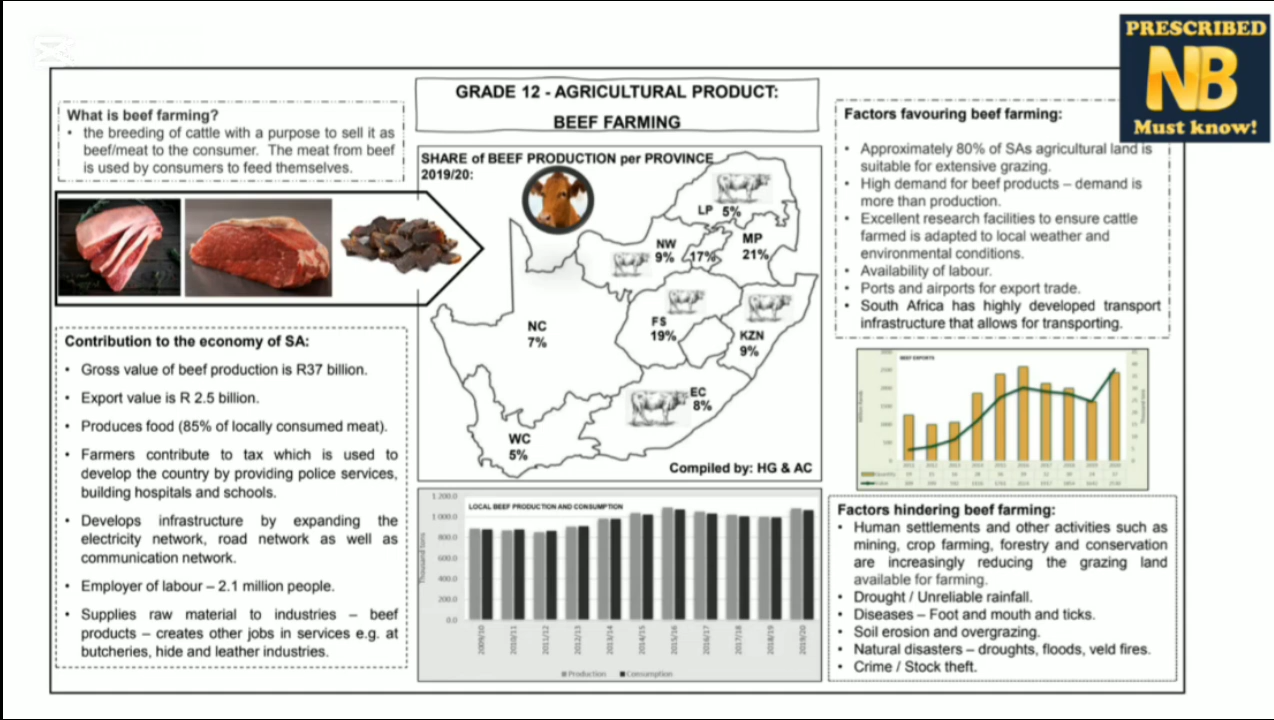 PRESCRIBED
NB
Must know!
GRADE 12 - AGRICULTURAL PRODUCT:
BEEF FARMING
What is beef farming?
• the breeding of cattle with a purpose to sell it as
beef/meat to the consumer. The meat from beef
is used by consumers to feed themselves.
Contribution to the economy of SA:
• Gross value of beef production is R37 billion.
• Export value is R 2.5 billion.
• Produces food (85% of locally consumed meat).
• Farmers contribute to tax which is used to
develop the country by providing police services,
building hospitals and schools.
• Develops infrastructure by expanding the
electricity network, road network as well as
communication network.
• Employer of labour – 2.1 million people.
• Supplies raw material to industries – beef
products – creates other jobs in services e.g. at
butcheries, hide and leather industries.
SHARE of BEEF PRODUCTION per PROVINCE
2019/20:
LP 5%
NW
9%
17%
MP
21%
NC
7%
FS
19%
KZN
9%
EC
8%
WC
5%
Compiled by: HG & AC
LOCAL BEEF PRODUCTION AND CONSUMPTION
Thousand tons
1 200.0
1 000.0
800.0
600.0
400.0
200.0
0.0
2009/10
2010/11
2011/12
2012/13
2013/14
2014/15
2015/16
2016/17
2017/18
2018/19
2019/20
Production
Consumption
Factors favouring beef farming:
• Approximately 80% of SAs agricultural land is
suitable for extensive grazing.
• High demand for beef products – demand is
more than production.
• Excellent research facilities to ensure cattle
farmed is adapted to local weather and
environmental conditions.
• Availability of labour.
• Ports and airports for export trade.
• South Africa has highly developed transport
infrastructure that allows for transporting.
BEEF EXPORTS
Factors hindering beef farming:
• Human settlements and other activities such as
mining, crop farming, forestry and conservation
are increasingly reducing the grazing land
available for farming.
• Drought / Unreliable rainfall.
• Diseases – Foot and mouth and ticks.
• Soil erosion and overgrazing.
• Natural disasters – droughts, floods, veld fires.
• Crime / Stock theft.